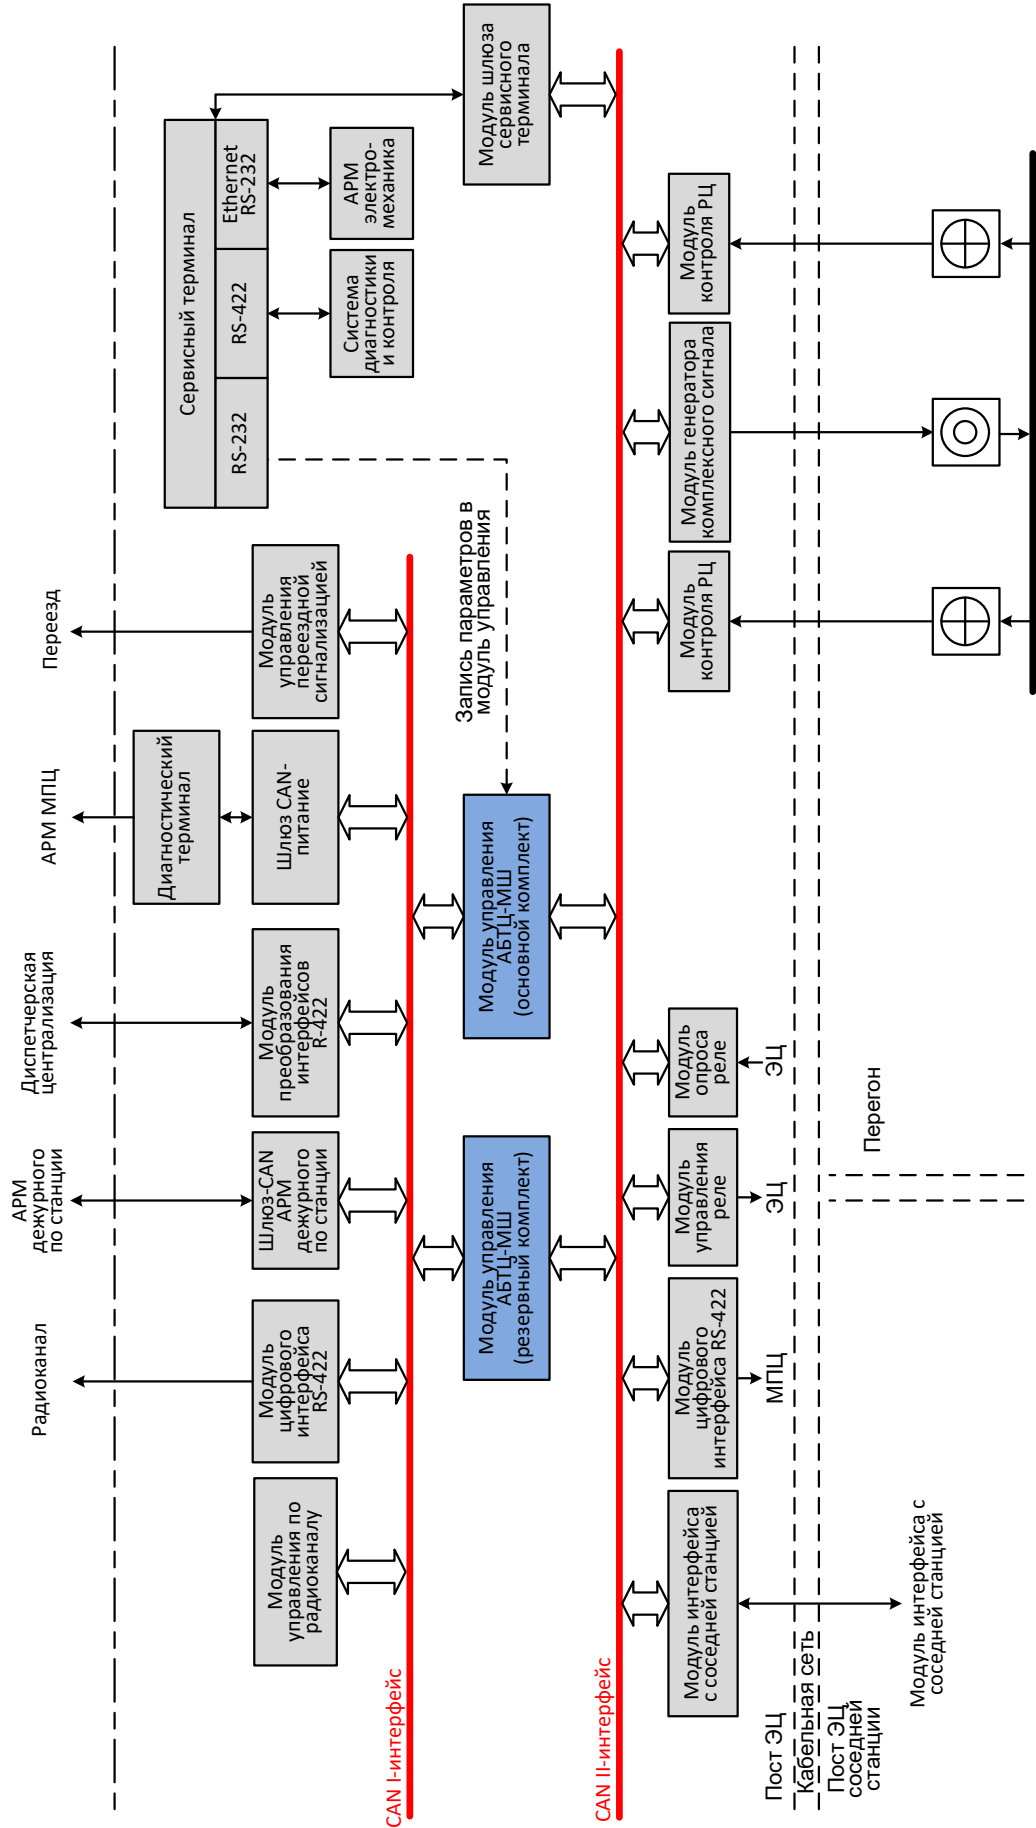 Радиоканал
АРМ
дежурного
по станции
Диспетчерская
централизация
АРМ МПЦ
Переезд
Модуль
управления по
радиоканалу
Модуль
цифрового
интерфейса
RS-422
Шлюз-CAN
АРМ
дежурного
по станции
Модуль
преобразования
интерфейсов
R-422
Диагностический
терминал
Шлюз CAN-
питание
Модуль
управления
переездной
сигнализацией
Сервисный терминал
RS-232
RS-422
Ethernet
RS-232
Система
диагностики
и контроля
АРМ
электро-
механика
CAN I-интерфейс
Модуль управления
АБТЦ-МШ
(резервный комплект)
Модуль управления
АБТЦ-МШ
(основной комплект)
Запись параметров в
модуль управления
Модуль шлюза
сервисного
терминала
CAN II-интерфейс
Модуль интерфейса
с соседней станцией
Модуль
цифрового
интерфейса RS-422
Модуль
управления
реле
Модуль
опроса
реле
Модуль
контроля РЦ
Модуль генератора
комплексного сигнала
Модуль
контроля РЦ
МПЦ
ЭЦ
ЭЦ
Пост ЭЦ
Кабельная сеть
Пост ЭЦ
соседней
станции
Перегон
Модуль интерфейса с
соседней станцией